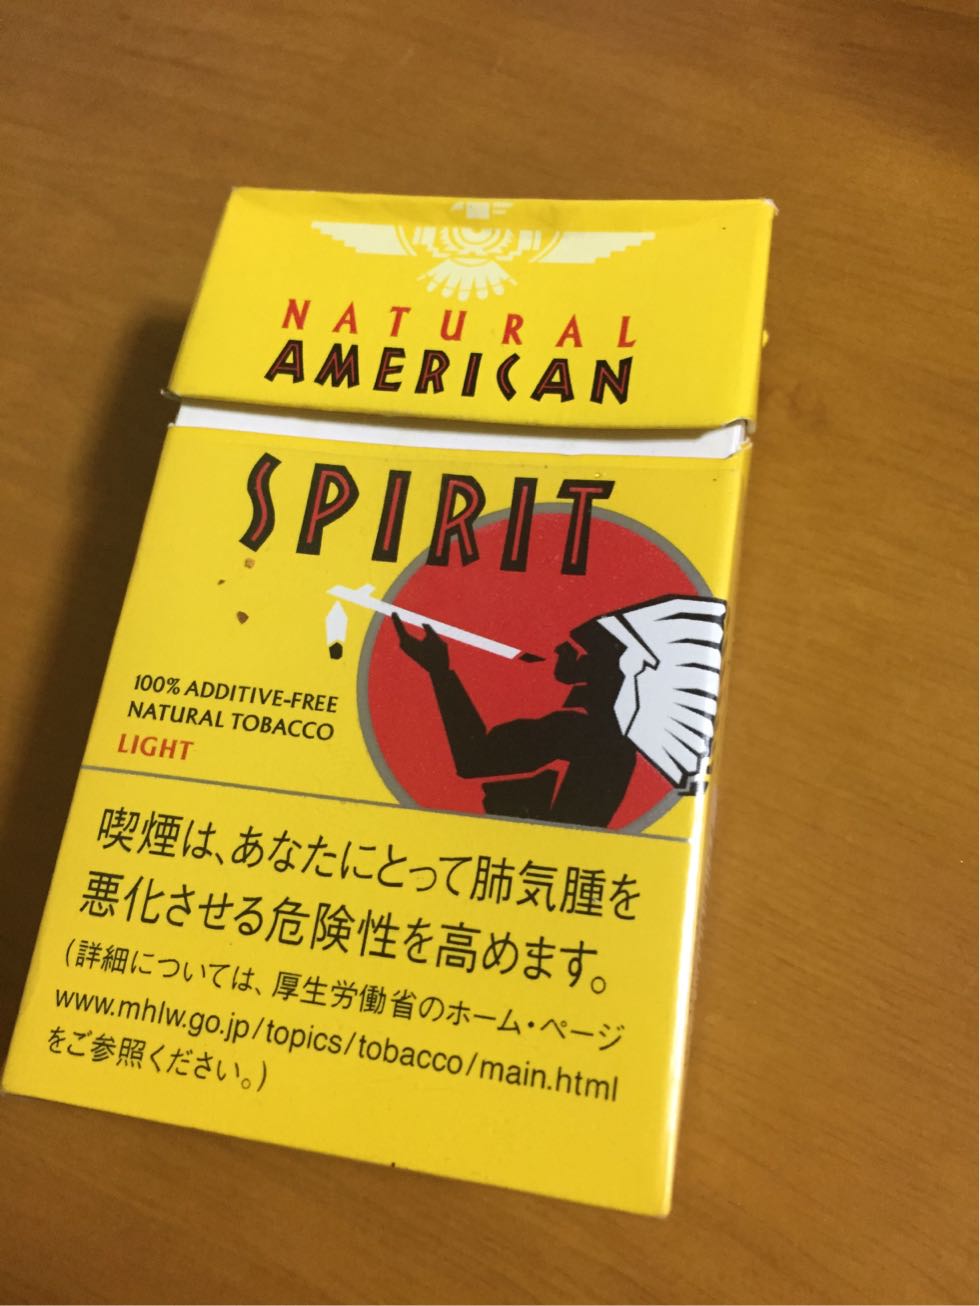 NATURAL
AMERICAN
SPIRIT
100% ADDITIVE-FREE
NATURAL TOBACCO
LIGHT
喫煙は、あなたにとって肺気腫を
悪化させる危険性を高めます。
(詳細については、厚生労働省のホーム・ページ
www.mhlw.go.jp/topics/tobacco/main.html
をご参照ください。)